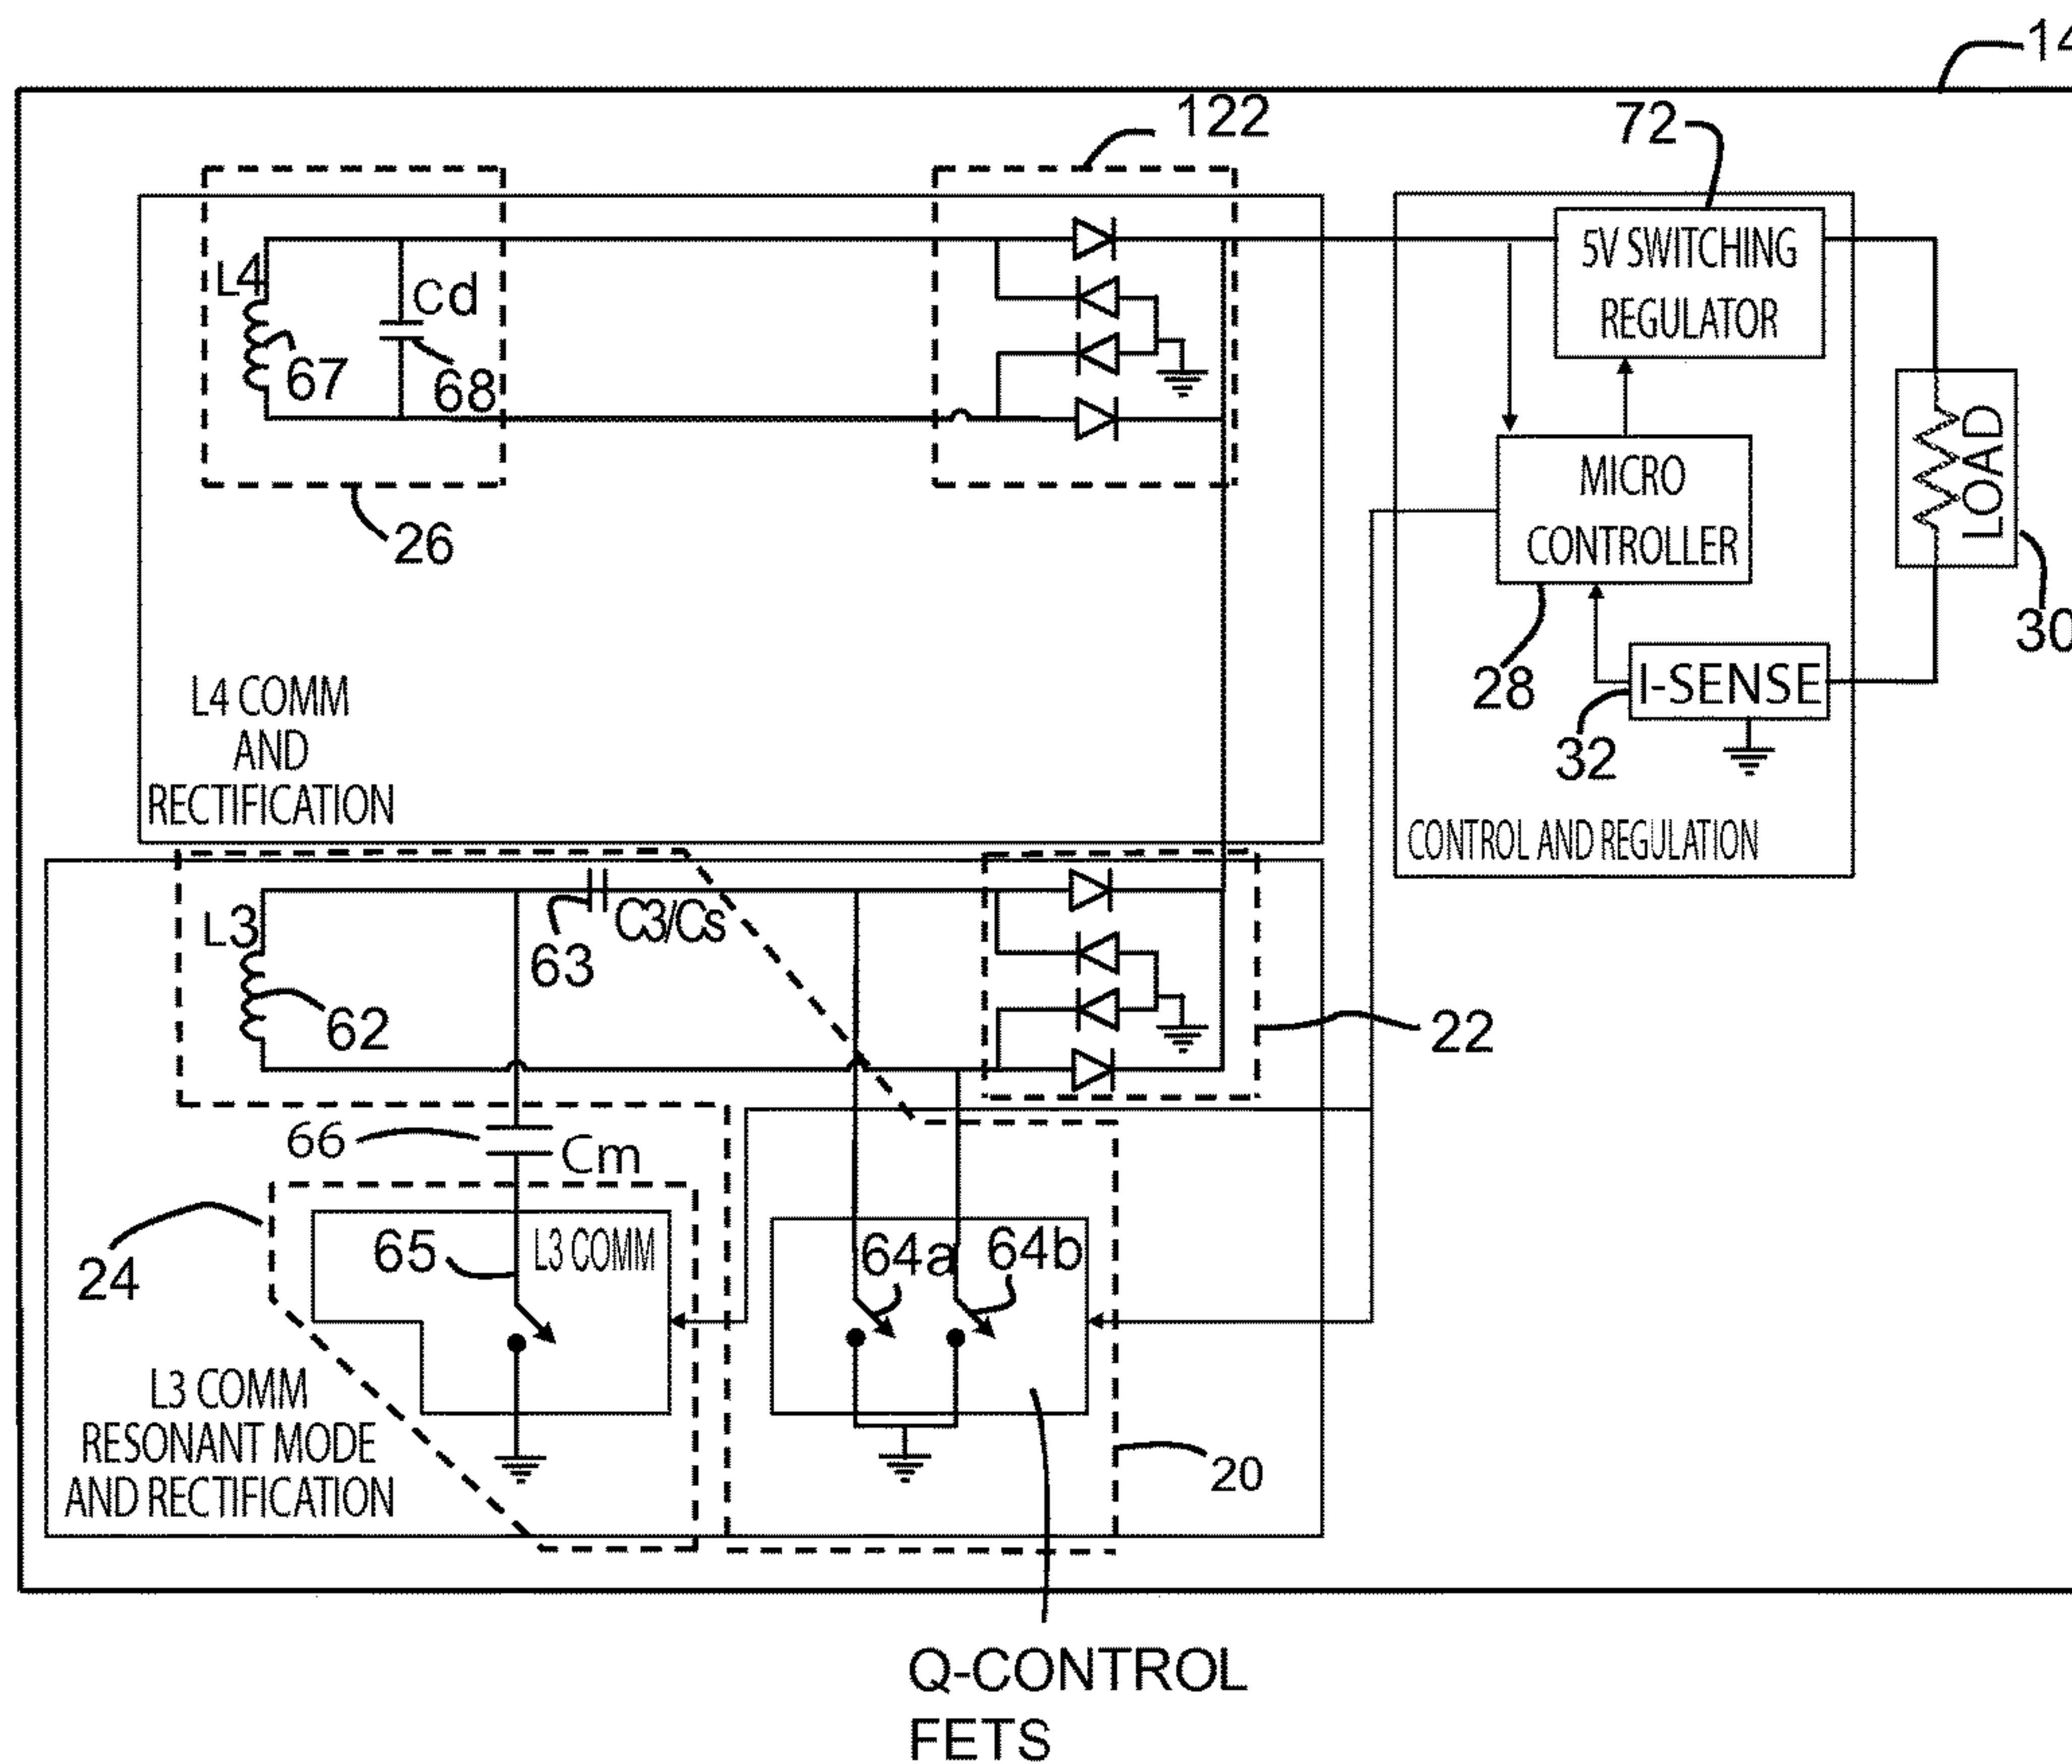 14
122
72
L4
Cd
67
68
5V SWITCHING
REGULATOR
26
MICRO
CONTROLLER
LOAD
30
28
I-SENSE
32
L4 COMM
AND
RECTIFICATION
CONTROL AND REGULATION
L3
C3/Cs
63
62
22
66
Cm
24
65
L3 COMM
64a
64b
L3 COMM
RESONANT MODE
AND RECTIFICATION
20
Q-CONTROL
FETS